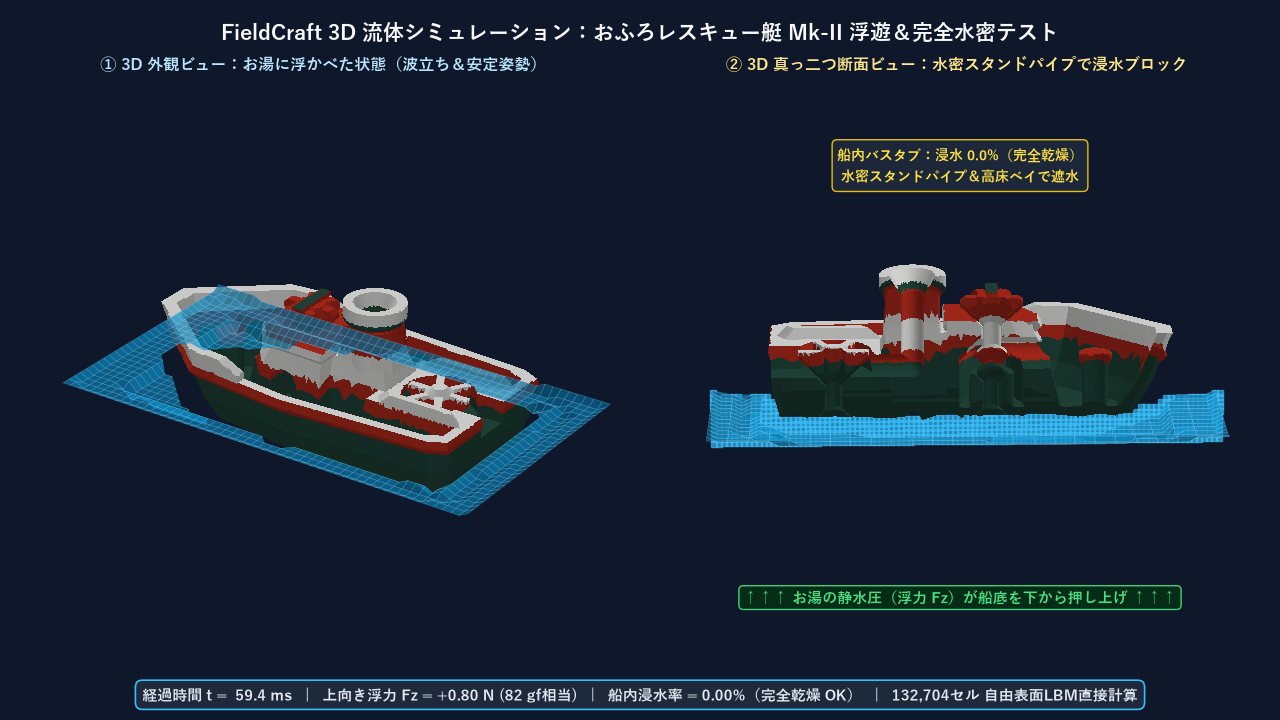 FieldCraft 3D 流体シミュレーション：おふろレスキュー艇 Mk-II 浮遊＆完全水密テスト
① 3D 外観ビュー：お湯に浮かべた状態（波立ち＆安定姿勢）
② 3D 真っ二つ断面ビュー：水密スタンドパイプで浸水ブロック
船内バスタブ：浸水 0.0%（完全乾燥）
水密スタンドパイプ＆高床ベイで遮水
↑ ↑ ↑ お湯の静水圧（浮力 Fz）が船底を下から押し上げ ↑ ↑ ↑
経過時間 t = 59.4 ms ｜ 上向き浮力 Fz = +0.80 N (82 gf相当) ｜ 船内浸水率 = 0.00%（完全乾燥 OK） ｜ 132,704セル 自由表面LBM直接計算